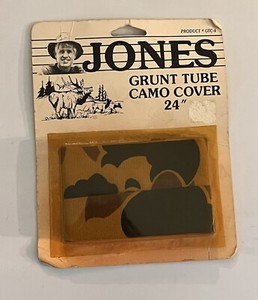 PRODUCT # GTC-4
JONES
GRUNT TUBE
CAMO COVER
24"